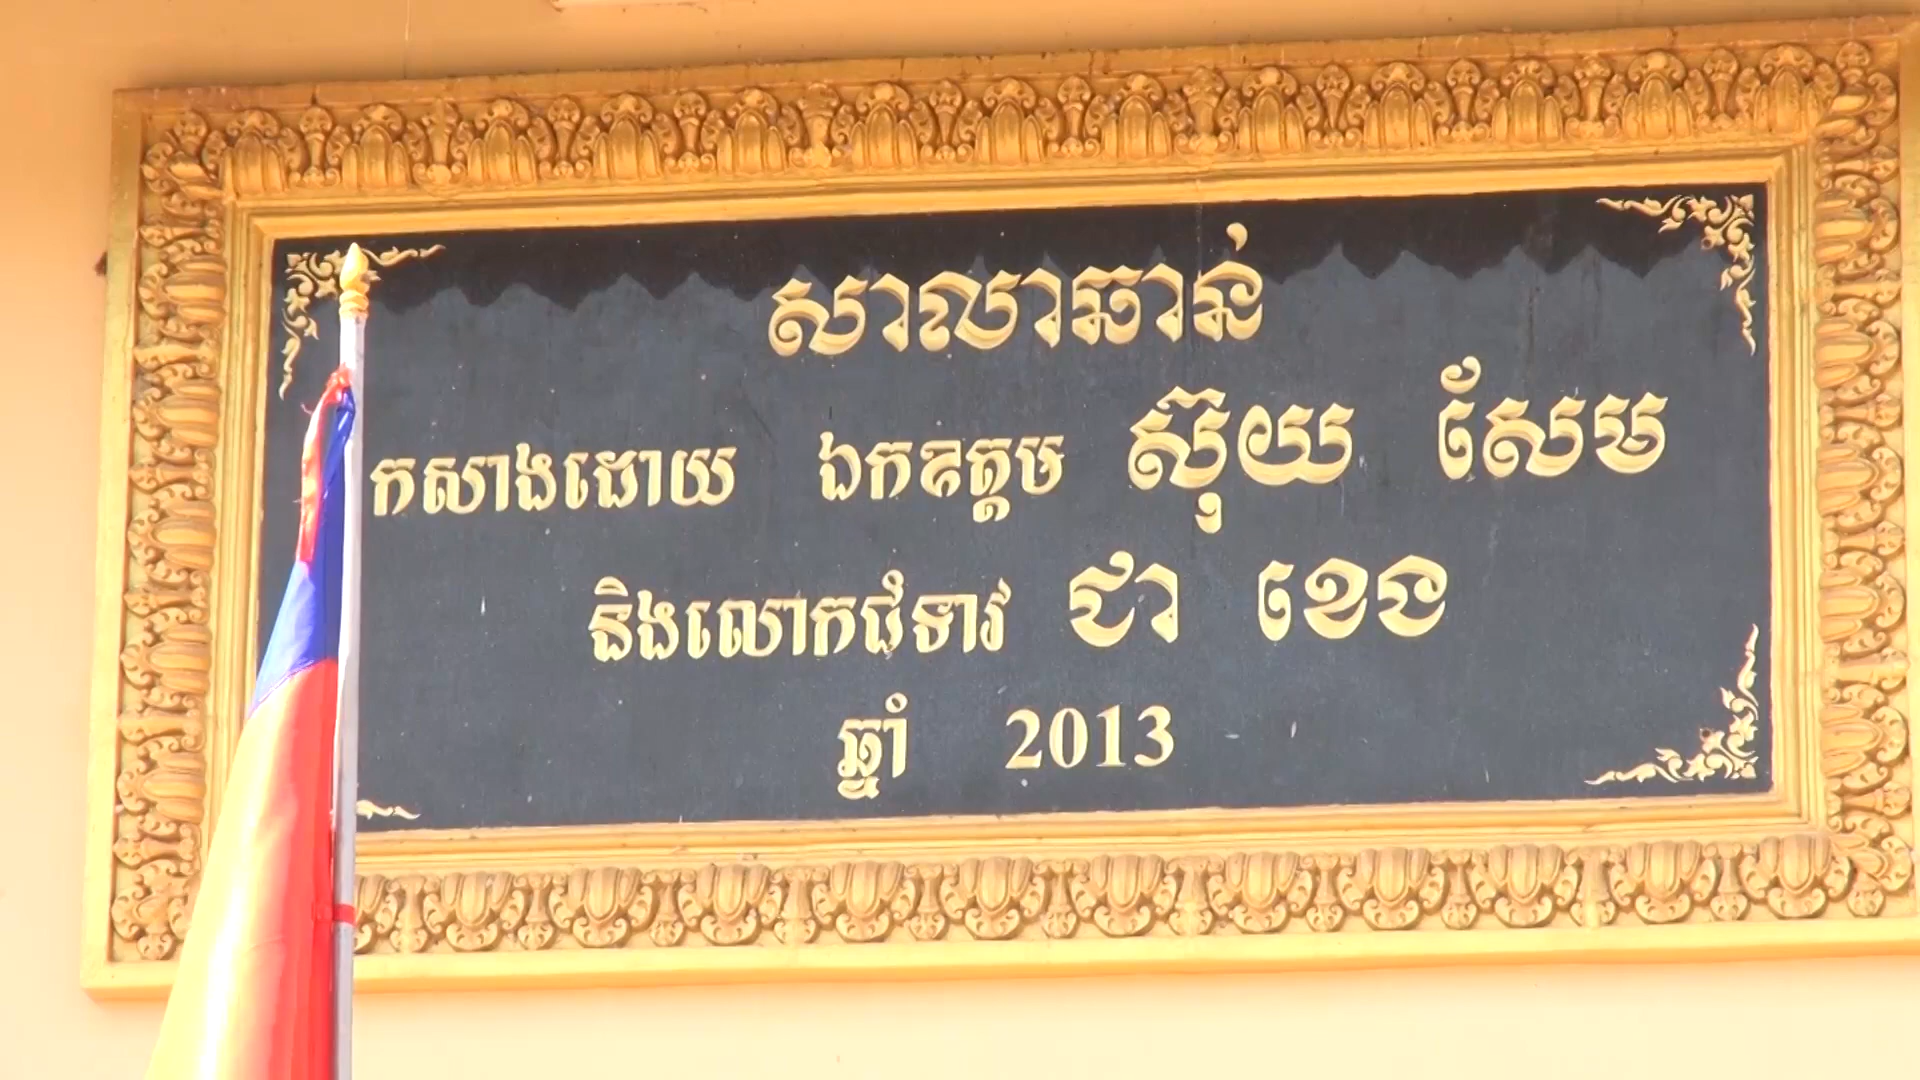 សាលាឆាន់
កសាងដោយ ឯកឧត្តម ស៊ុយ សែម
និងលោកជំទាវ ជា ខេង
ឆ្នាំ 2013